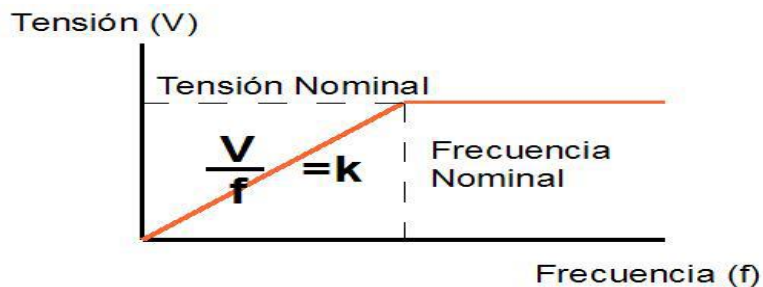 Tensión (V)
Tensión Nominal
V
f
=k
Frecuencia
Nominal
Frecuencia (f)